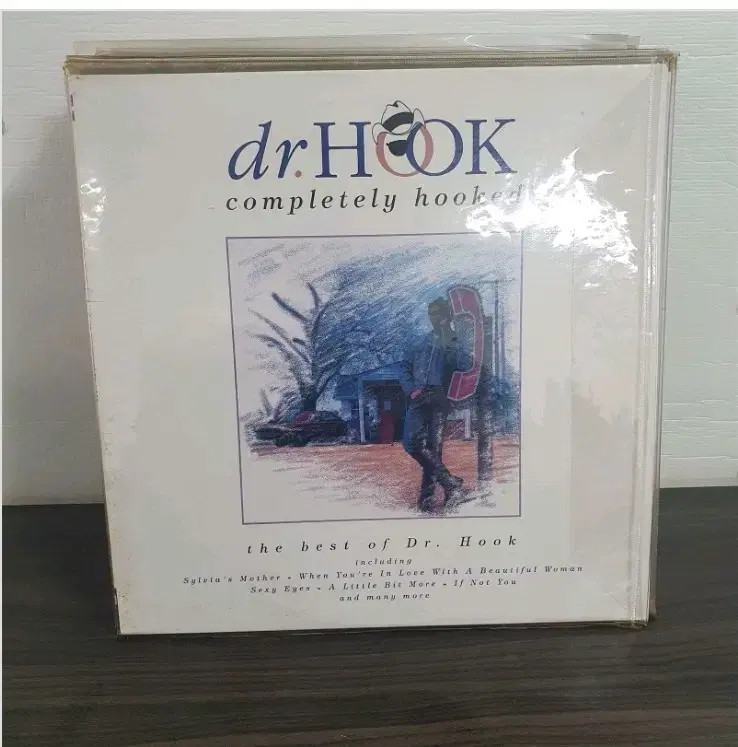 dr. HOOK
completely hooked
the best of Dr. Hook
including
Sylvia's Mother - When You're In Love With A Beautiful Woman
Sexy Eyes - A Little Bit More - If Not You
and many more